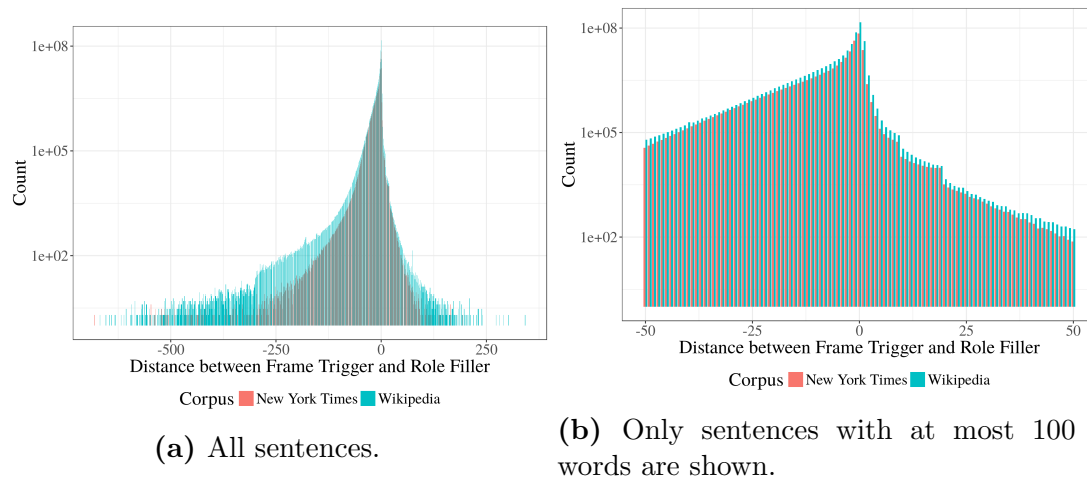 1e+08
1e+05
1e+02
Count
-500
-250
0
250
Distance between Frame Trigger and Role Filler
Corpus New York Times Wikipedia
(a) All sentences.
1e+08
1e+05
1e+02
Count
-50
-25
0
25
50
Distance between Frame Trigger and Role Filler
Corpus New York Times Wikipedia
(b) Only sentences with at most 100
words are shown.